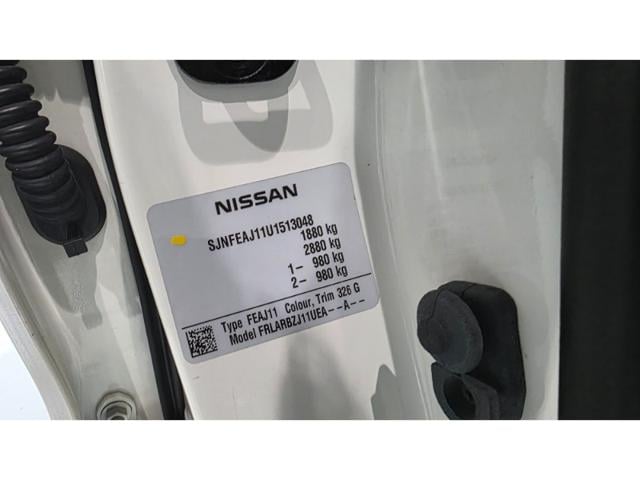 NISSAN
SJNFEAJ11U1513048
1880 kg
2880 kg
1- 980 kg
2- 980 kg
Type FEAJ11 Colour, Trim 326 G
Model FRLARBZJ11UEA--A--